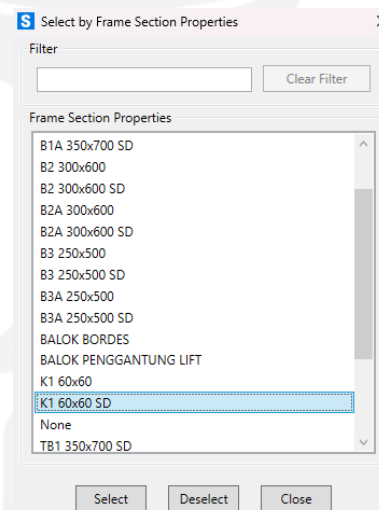 S Select by Frame Section Properties
Filter
Clear Filter
Frame Section Properties
B1A 350x700 SD
B2 300x600
B2 300x600 SD
B2A 300x600
B2A 300x600 SD
B3 250x500
B3 250x500 SD
B3A 250x500
B3A 250x500 SD
BALOK BORDES
BALOK PENGGANTUNG LIFT
K1 60x60
K1 60x60 SD
None
TB1 350x700 SD
Select Deselect Close